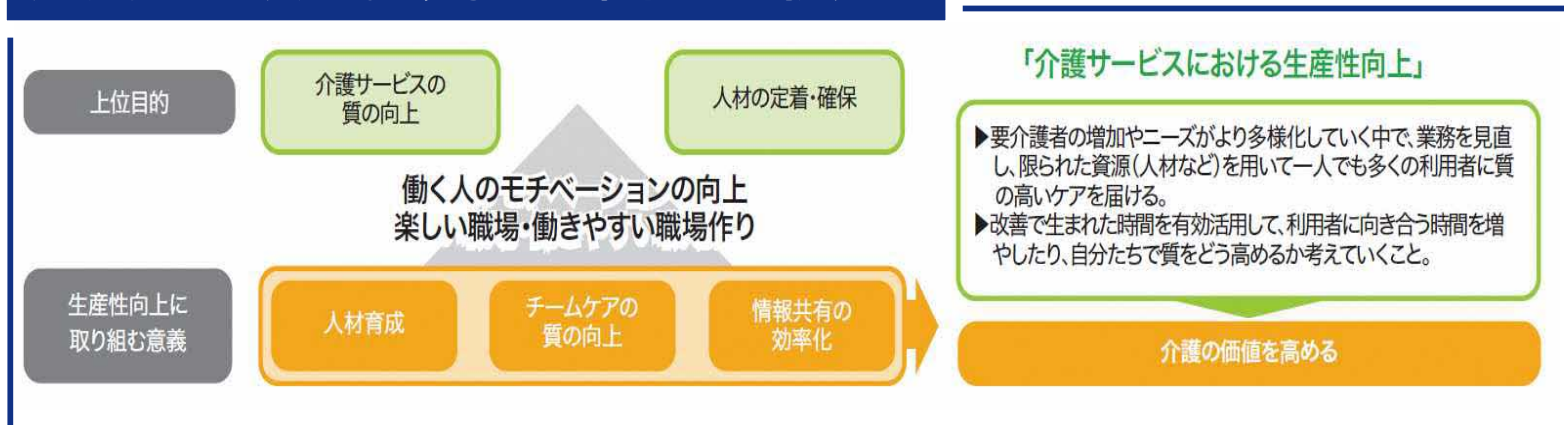 上位目的
介護サービスの
質の向上
人材の定着・確保
働く人のモチベーションの向上
楽しい職場・働きやすい職場作り
生産性向上に
取り組む意義
人材育成
チームケアの
質の向上
情報共有の
効率化
「介護サービスにおける生産性向上」
▶要介護者の増加やニーズがより多様化していく中で、業務を見直
し、限られた資源(人材など)を用いて一人でも多くの利用者に質
の高いケアを届ける。
▶改善で生まれた時間を有効活用して、利用者に向き合う時間を増
やしたり、自分たちで質をどう高めるか考えていくこと。
介護の価値を高める